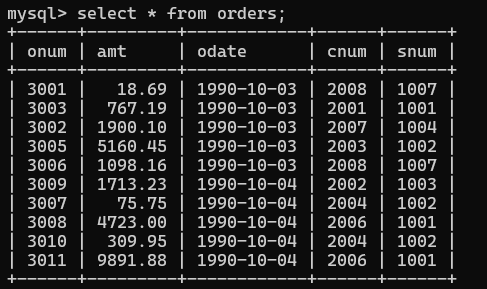 mysql> select * from orders;
+------+---------+------------+------+------+
| onum | amt     | odate      | cnum | snum |
+------+---------+------------+------+------+
| 3001 |   18.69 | 1990-10-03 | 2008 | 1007 |
| 3003 |  767.19 | 1990-10-03 | 2001 | 1001 |
| 3002 | 1900.10 | 1990-10-03 | 2007 | 1004 |
| 3005 | 5160.45 | 1990-10-03 | 2003 | 1002 |
| 3006 | 1098.16 | 1990-10-03 | 2008 | 1007 |
| 3009 | 1713.23 | 1990-10-04 | 2002 | 1003 |
| 3007 |   75.75 | 1990-10-04 | 2004 | 1002 |
| 3008 | 4723.00 | 1990-10-04 | 2006 | 1001 |
| 3010 |  309.95 | 1990-10-04 | 2004 | 1002 |
| 3011 | 9891.88 | 1990-10-04 | 2006 | 1001 |
+------+---------+------------+------+------+